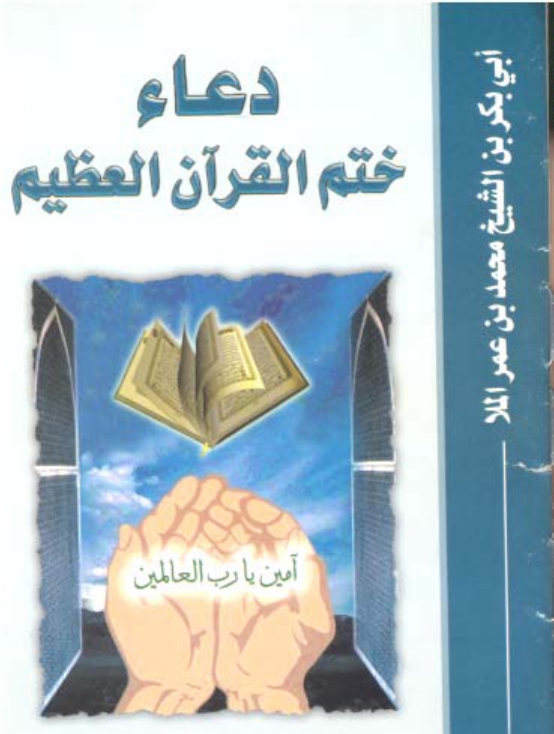 دعاء
ختم القرآن العظيم
آمين يا رب العالمين
أبي بكر بن الشيخ محمد بن عمر الملا